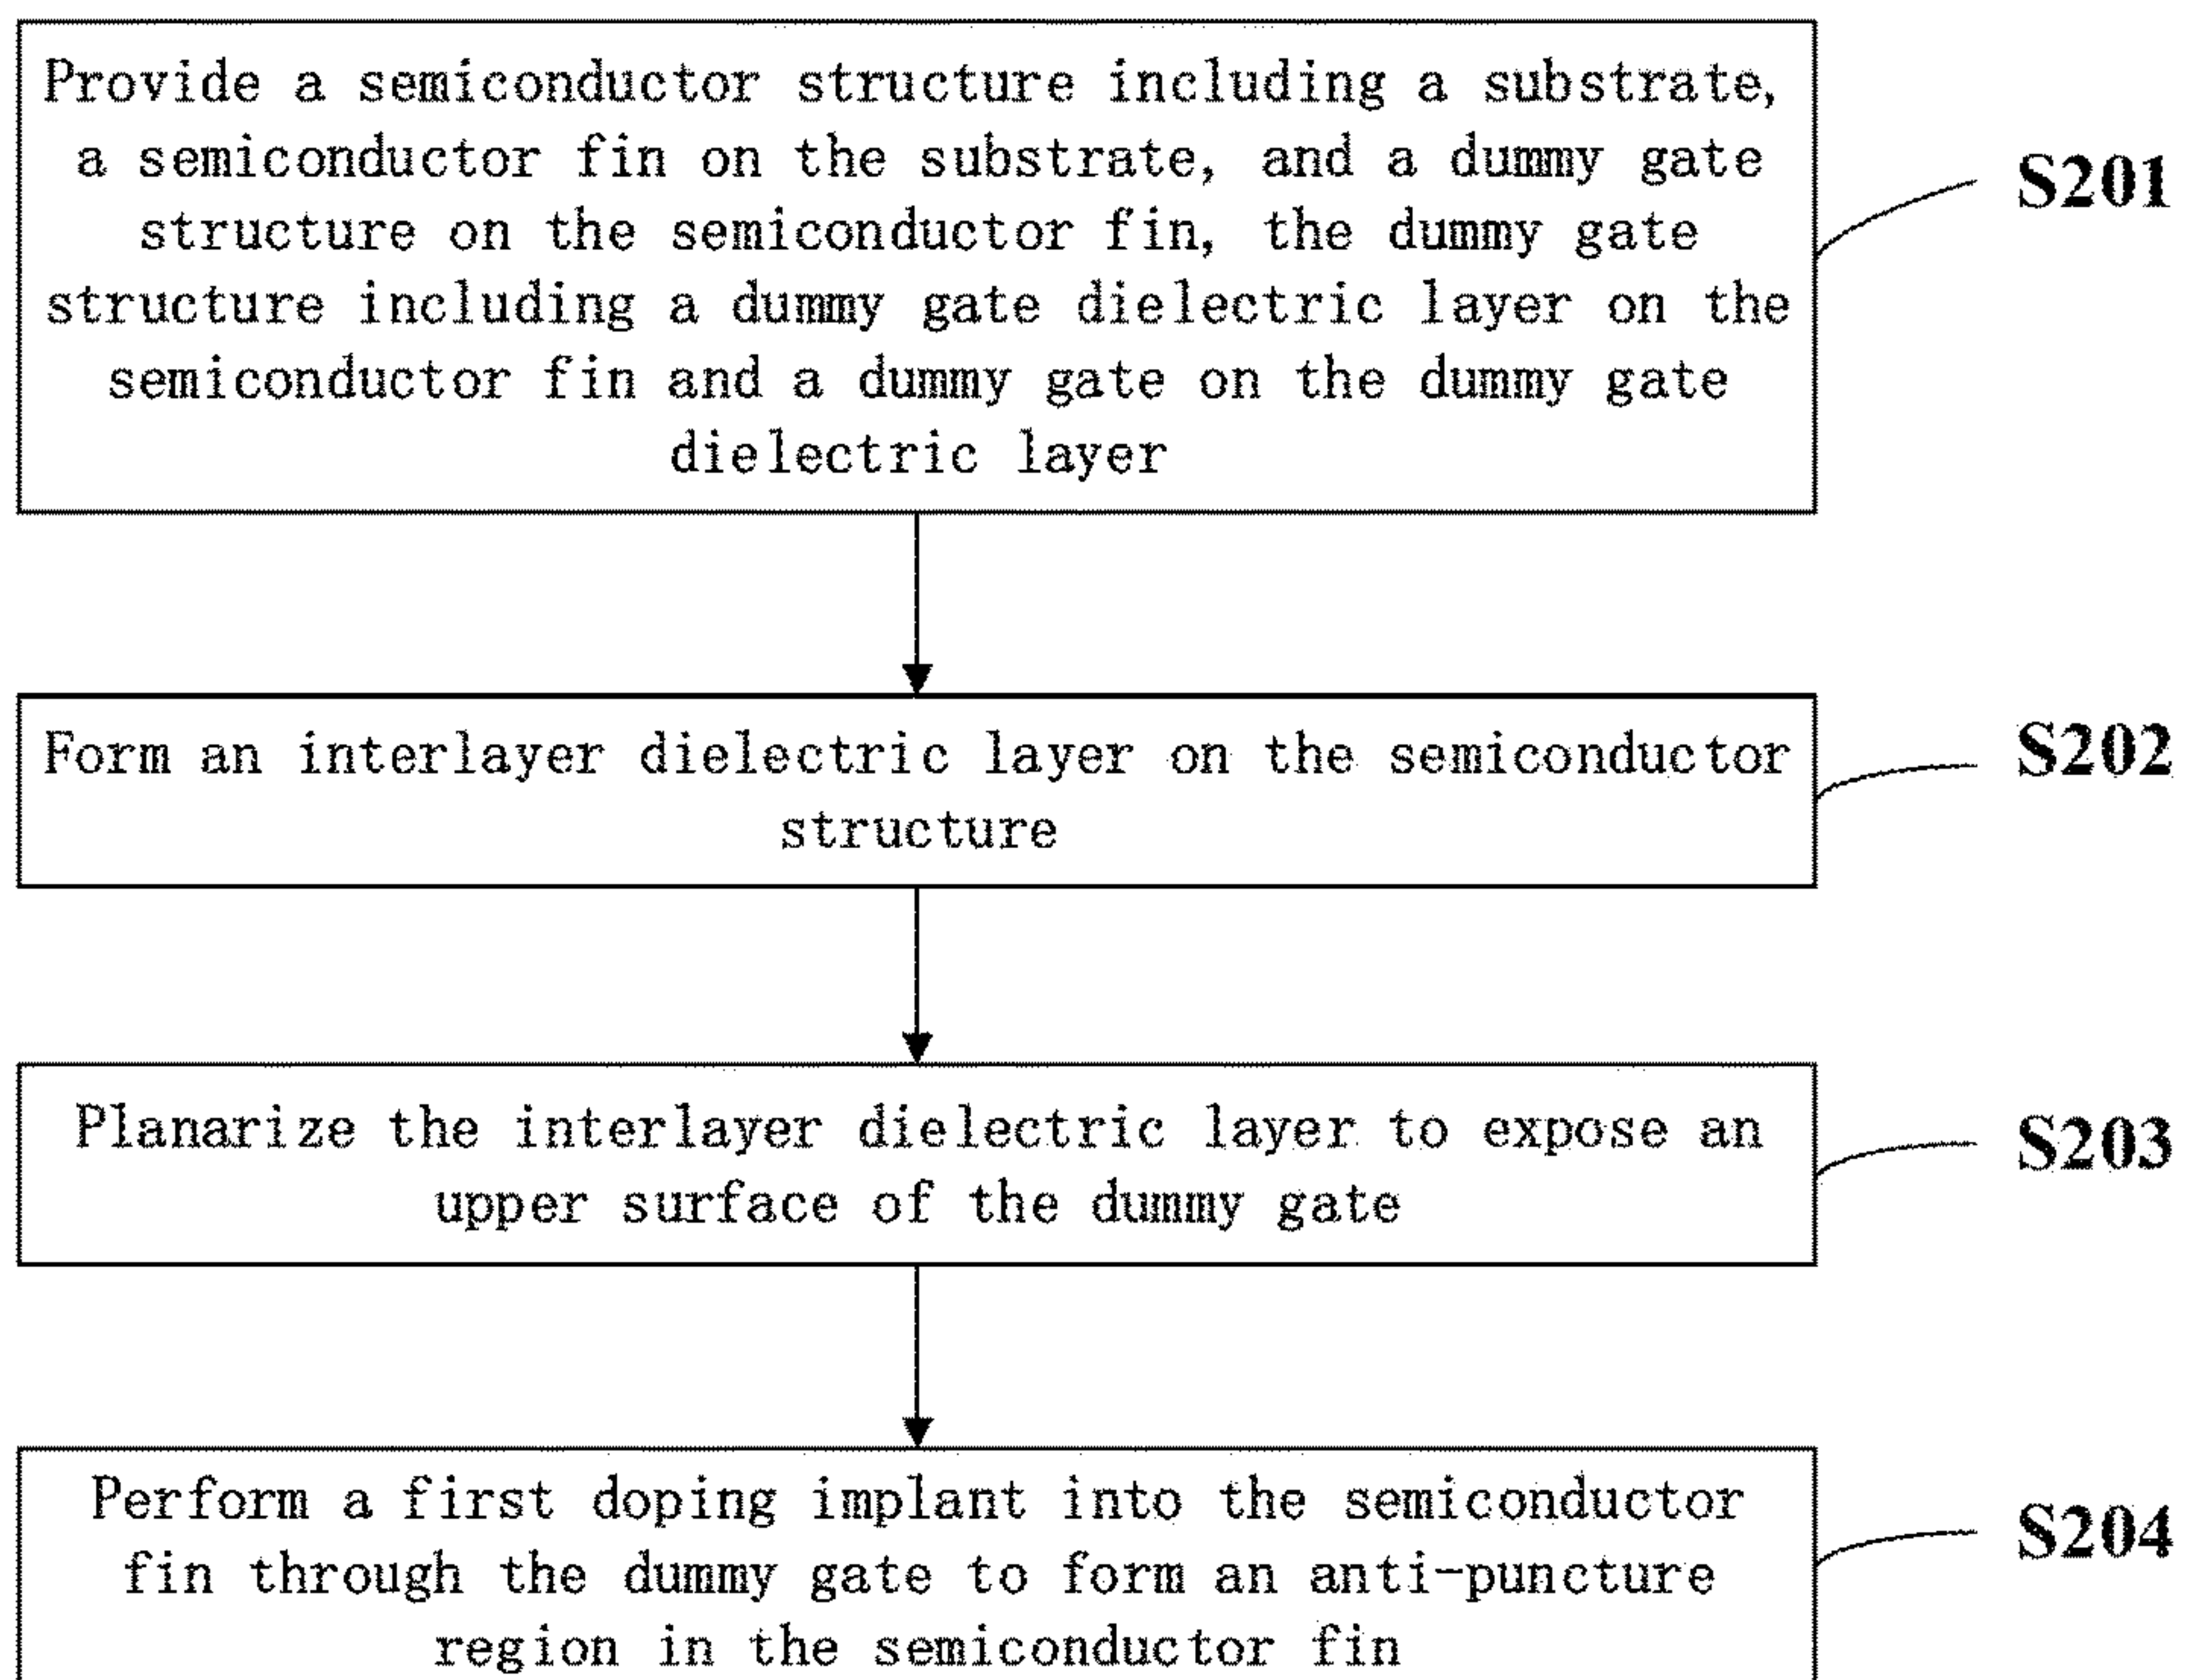 Provide a semiconductor structure including a substrate,
a semiconductor fin on the substrate, and a dummy gate
structure on the semiconductor fin, the dummy gate
structure including a dummy gate dielectric layer on the
semiconductor fin and a dummy gate on the dummy gate
dielectric layer
S201
Form an interlayer dielectric layer on the semiconductor
structure
S202
Planarize the interlayer dielectric layer to expose an
upper surface of the dummy gate
S203
Perform a first doping implant into the semiconductor
fin through the dummy gate to form an anti-puncture
region in the semiconductor fin
S204